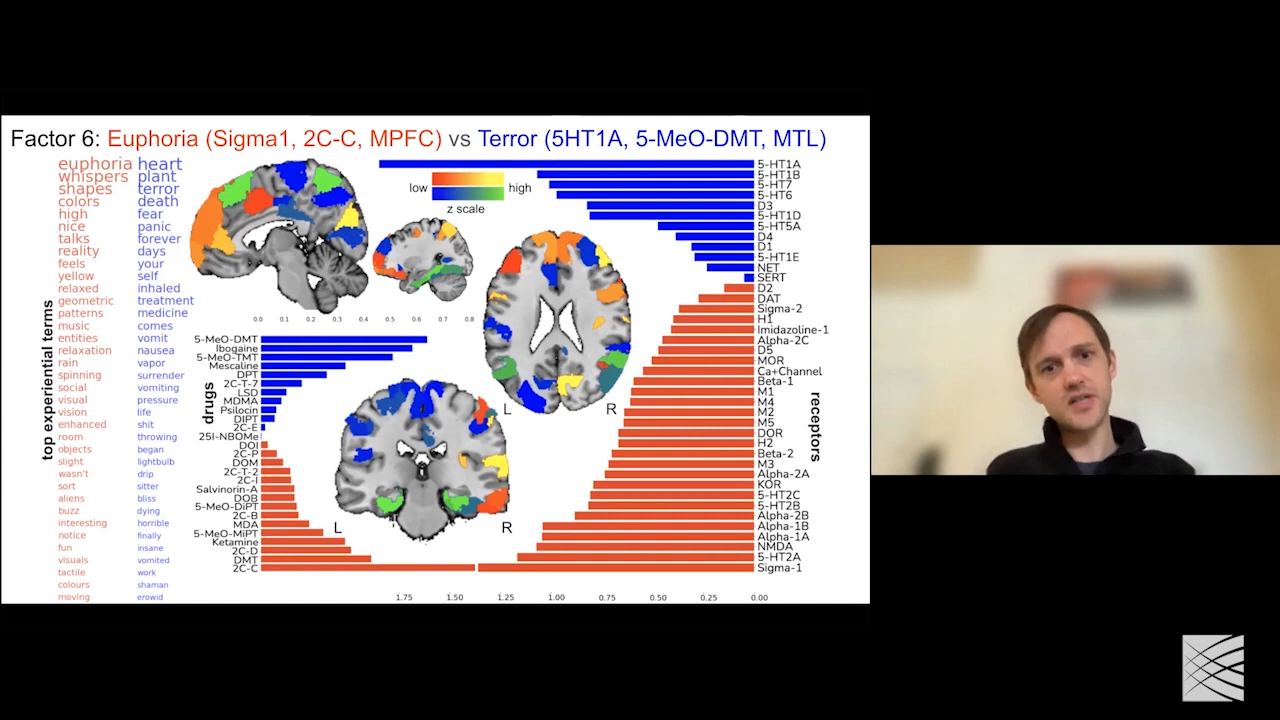 Factor 6: Euphoria (Sigma1, 2C-C, MPFC) vs Terror (5HT1A, 5-MeO-DMT, MTL)
top experiential terms
euphoria
whispers
shapes
colors
high
nice
talks
reality
feels
yellow
relaxed
geometric
patterns
music
entities
relaxation
rain
spinning
social
visual
vision
enhanced
room
objects
slight
wasn't
sort
aliens
buzz
interesting
notice
fun
visuals
tactile
colours
moving
heart
plant
terror
death
fear
panic
forever
days
your
self
inhaled
treatment
medicine
comes
vomit
nausea
vapor
surrender
vomiting
pressure
life
shit
throwing
began
lightbulb
drip
sitter
bliss
dying
horrible
finally
insane
vomited
work
shaman
erowid
low
high
z scale
0.0 0.1 0.2 0.3 0.4 0.5 0.6 0.7 0.8
drugs
5-MeO-DMT
Ibogaine
5-MeO-TMT
Mescaline
DPT
2C-T-7
LSD
MDMA
Psilocin
DIPT
2C-E
25I-NBOMe
DOI
2C-P
DOM
2C-T-2
2C-I
Salvinorin-A
DOB
5-MeO-DiPT
2C-B
MDA
5-MeO-MiPT
Ketamine
2C-D
DMT
2C-C
L R
L R
5-HT1A
5-HT1B
5-HT7
5-HT6
D3
5-HT1D
5-HT5A
D4
D1
5-HT1E
NET
SERT
D2
DAT
Sigma-2
H1
Imidazoline-1
Alpha-2C
D5
MOR
Ca+Channel
Beta-1
M1
M4
M2
M5
DOR
H2
Beta-2
M3
Alpha-2A
KOR
5-HT2C
5-HT2B
Alpha-2B
Alpha-1B
Alpha-1A
NMDA
5-HT2A
Sigma-1
receptors
1.75 1.50 1.25 1.00 0.75 0.50 0.25 0.00